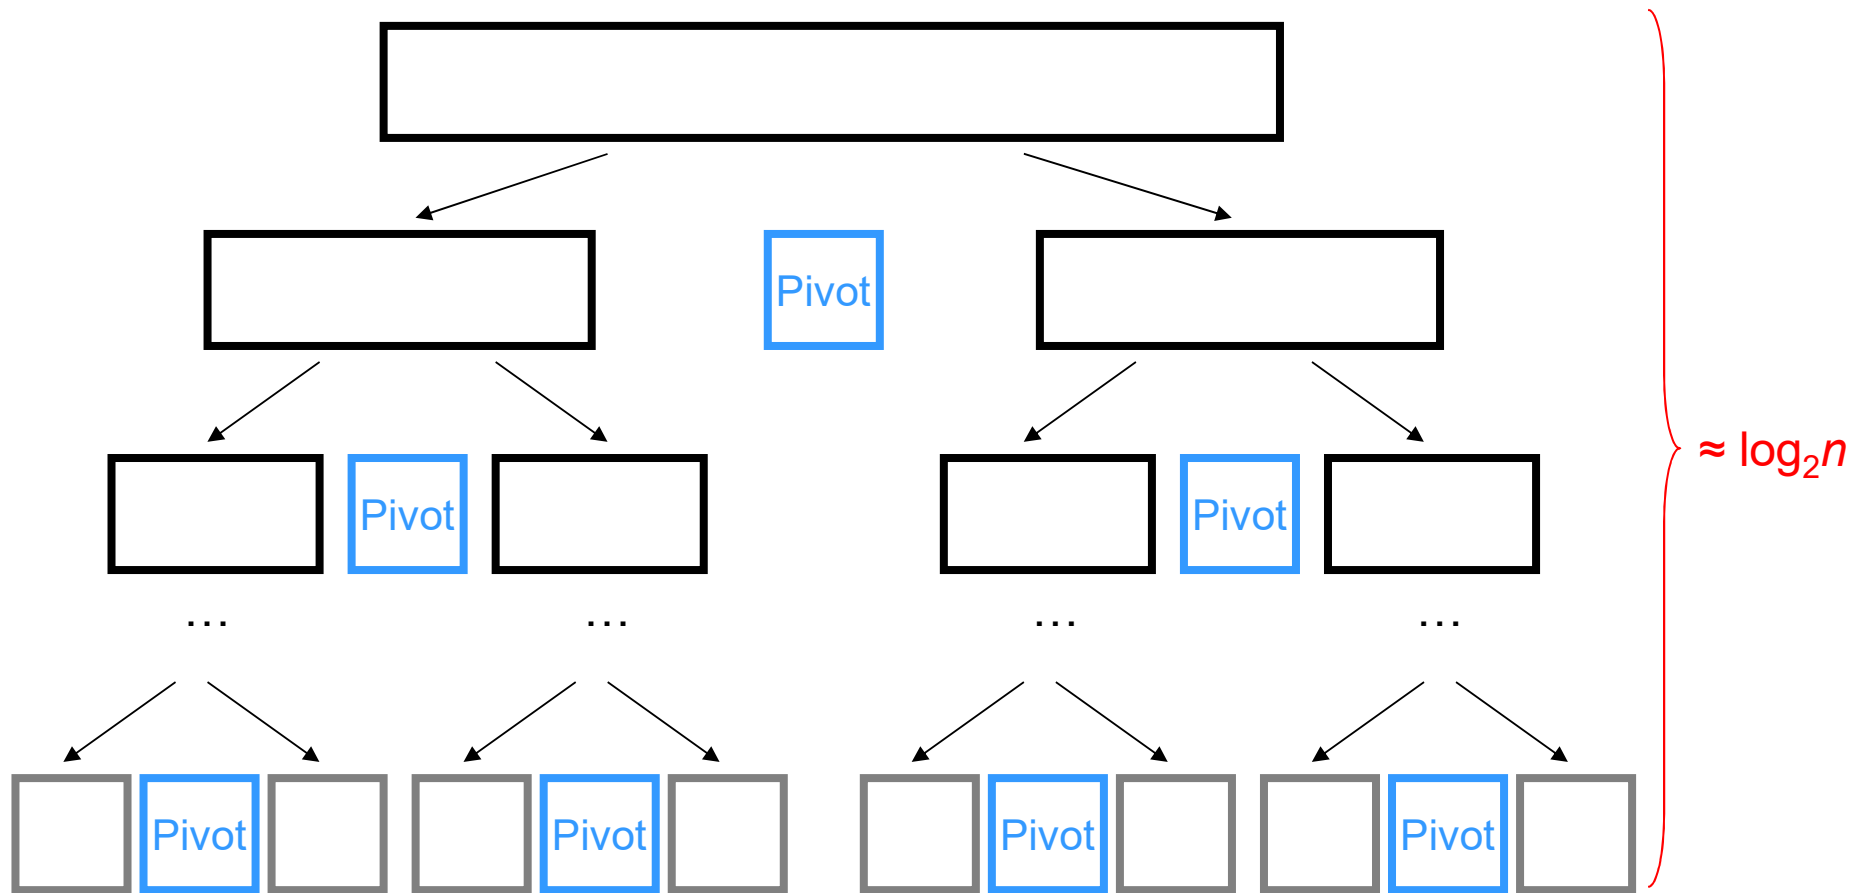 Pivot
Pivot Pivot
≈ log₂n
… … … …
Pivot Pivot Pivot Pivot